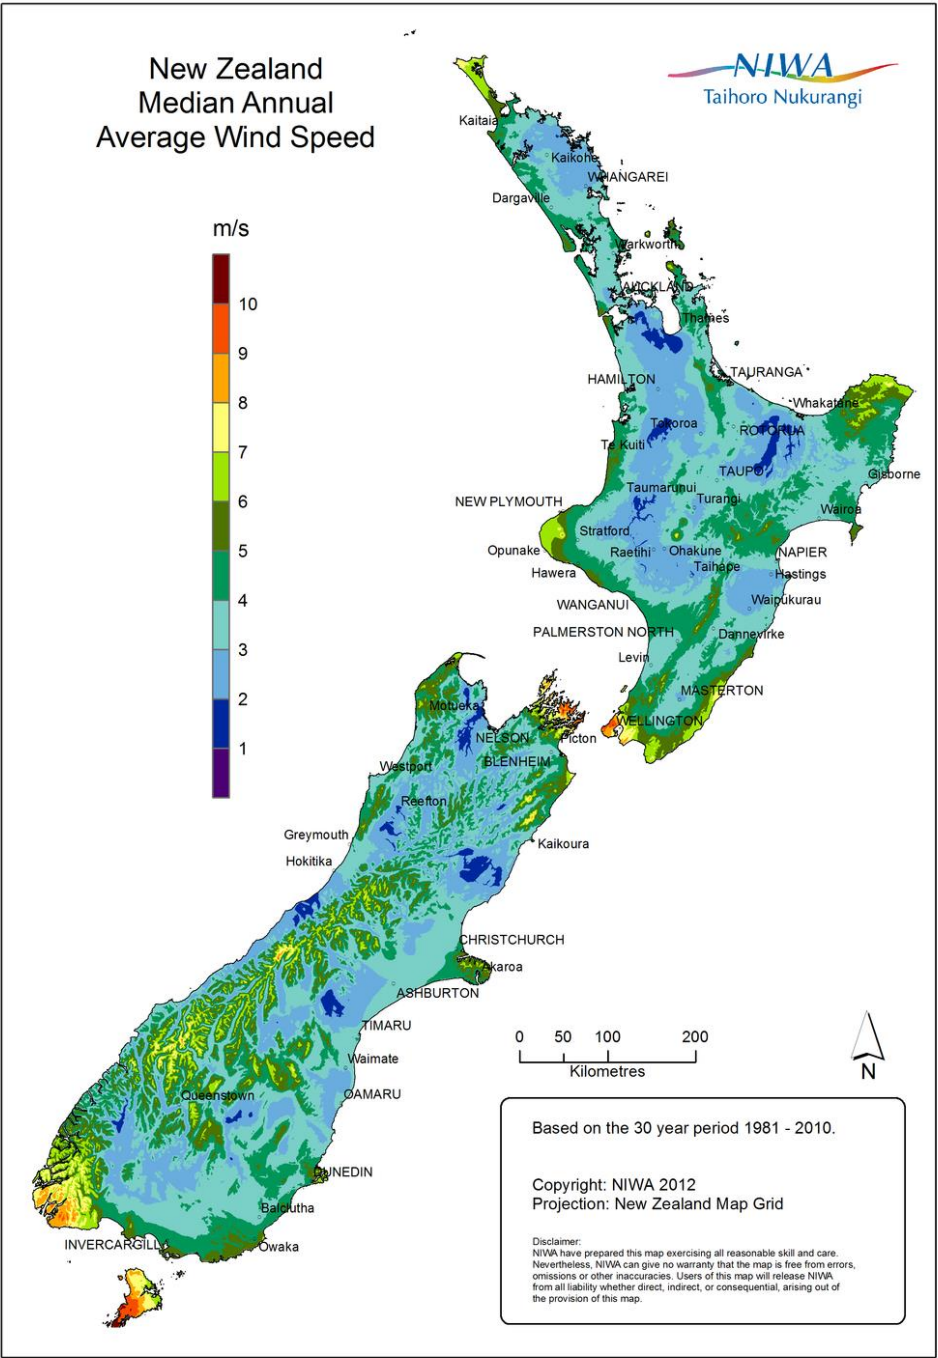 New Zealand
Median Annual
Average Wind Speed
NIWA
Taihoro Nukurangi
m/s
10
9
8
7
6
5
4
3
2
1
Kaitaia
Kaikohe
WHANGAREI
Dargaville
Warkworth
AUCKLAND
Thames
HAMILTON
TAURANGA
Whakatane
Tokoroa
ROTORUA
Te Kuiti
TAUPO
Gisborne
Taumarunui
Turangi
NEW PLYMOUTH
Wairoa
Stratford
Opunake
Raetihi
Ohakune
NAPIER
Taihape
Hawera
Hastings
WANGANUI
Waipukurau
PALMERSTON NORTH
Dannevirke
Levin
MASTERTON
Motueka
WELLINGTON
NELSON
Picton
BLENHEIM
Westport
Reefton
Greymouth
Kaikoura
Hokitika
CHRISTCHURCH
Akaroa
ASHBURTON
TIMARU
Waimate
OAMARU
Queenstown
DUNEDIN
Balclutha
INVERCARGILL
Owaka
0 50 100 200
Kilometres
N
Based on the 30 year period 1981 - 2010.
Copyright: NIWA 2012
Projection: New Zealand Map Grid
Disclaimer:
NIWA have prepared this map exercising all reasonable skill and care.
Nevertheless, NIWA can give no warranty that the map is free from errors,
omissions or other inaccuracies. Users of this map will release NIWA
from all liability whether direct, indirect, or consequential, arising out of
the provision of this map.